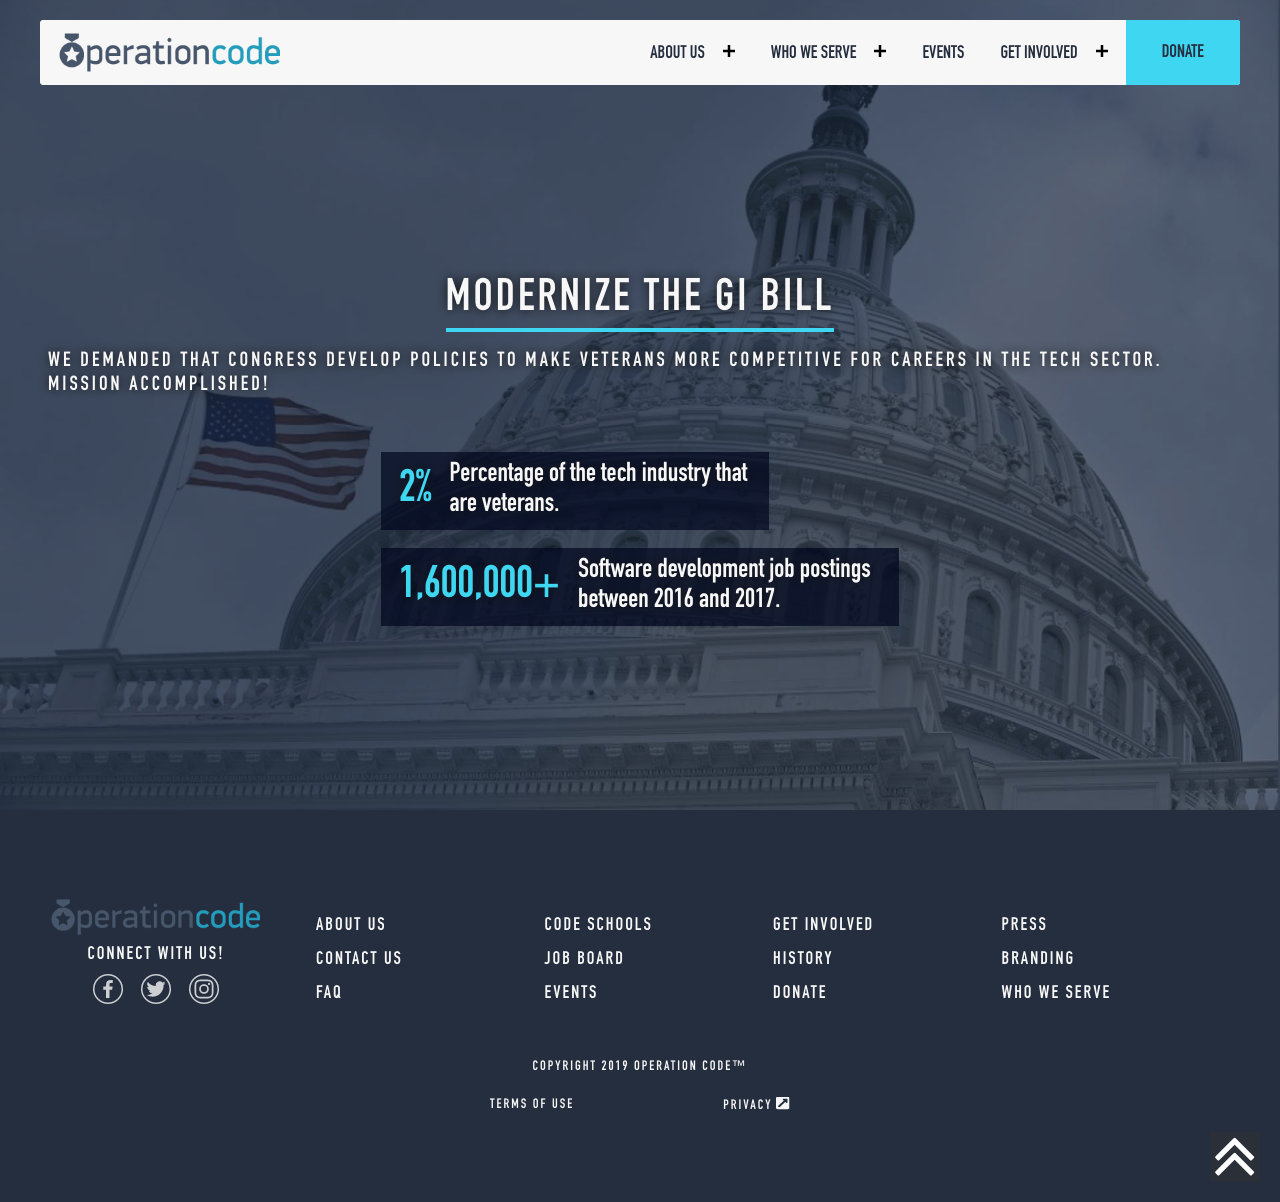 operationcode
ABOUT US
WHO WE SERVE
EVENTS
GET INVOLVED
DONATE
MODERNIZE THE GI BILL
WE DEMANDED THAT CONGRESS DEVELOP POLICIES TO MAKE VETERANS MORE COMPETITIVE FOR CAREERS IN THE TECH SECTOR.
MISSION ACCOMPLISHED!
2%
Percentage of the tech industry that
are veterans.
1,600,000+
Software development job postings
between 2016 and 2017.
operationcode
CONNECT WITH US!
ABOUT US
CONTACT US
FAQ
CODE SCHOOLS
JOB BOARD
EVENTS
GET INVOLVED
HISTORY
DONATE
PRESS
BRANDING
WHO WE SERVE
COPYRIGHT 2019 OPERATION CODE™
TERMS OF USE
PRIVACY